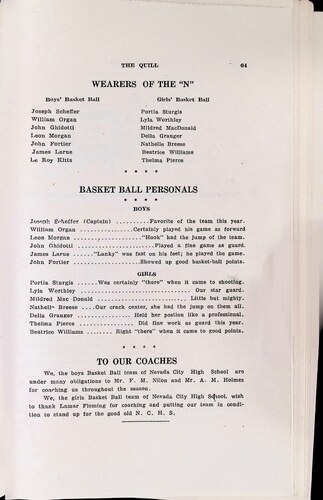 THE QUILL 64
WEARERS OF THE "N"
Boys' Basket Ball Girls' Basket Ball
Joseph Scheffer Portia Sturgis
William Organ Lyla Worthley
John Ghidotti Mildred MacDonald
Leon Morgan Della Granger
John Fortier Nathella Breese
James Larue Beatrice Williams
Le Roy Klitz Thelma Pierce
* * * *
BASKET BALL PERSONALS
* * * *
BOYS
Joseph Scheffer (Captain) ..........Favorite of the team this year.
William Organ ...............Certainly played his game as forward
Leon Morgan .................."Hook" had the jump of the team.
John Ghidotti ......................Played a fine game as guard.
James Larue ......"Lanky" was fast on his feet; he played the game.
John Fortier ..................Showed up good basket-ball points.
GIRLS
Portia Sturgis .....Was certainly "there" when it came to shooting.
Lyla Worthley ................................ Our star guard.
Mildred Mac Donald .......................... Little but mighty.
Nathella Breese ....Our crack center, she had the jump on them all.
Della Granger ............. Held her position like a professional.
Thelma Pierce ............... Did fine work as guard this year.
Beatrice Williams .... Right "there" when it came to good points.
* * * *
TO OUR COACHES
We, the boys Basket Ball team of Nevada City High School are
under many obligations to Mr. F. M. Nilon and Mr. A. M. Holmes
for coaching us throughout the season.
We, the girls Basket Ball team of Nevada City High School, wish
to thank Lamar Fleming for coaching and putting our team in condi-
tion to stand up for the good old N. C. H. S.